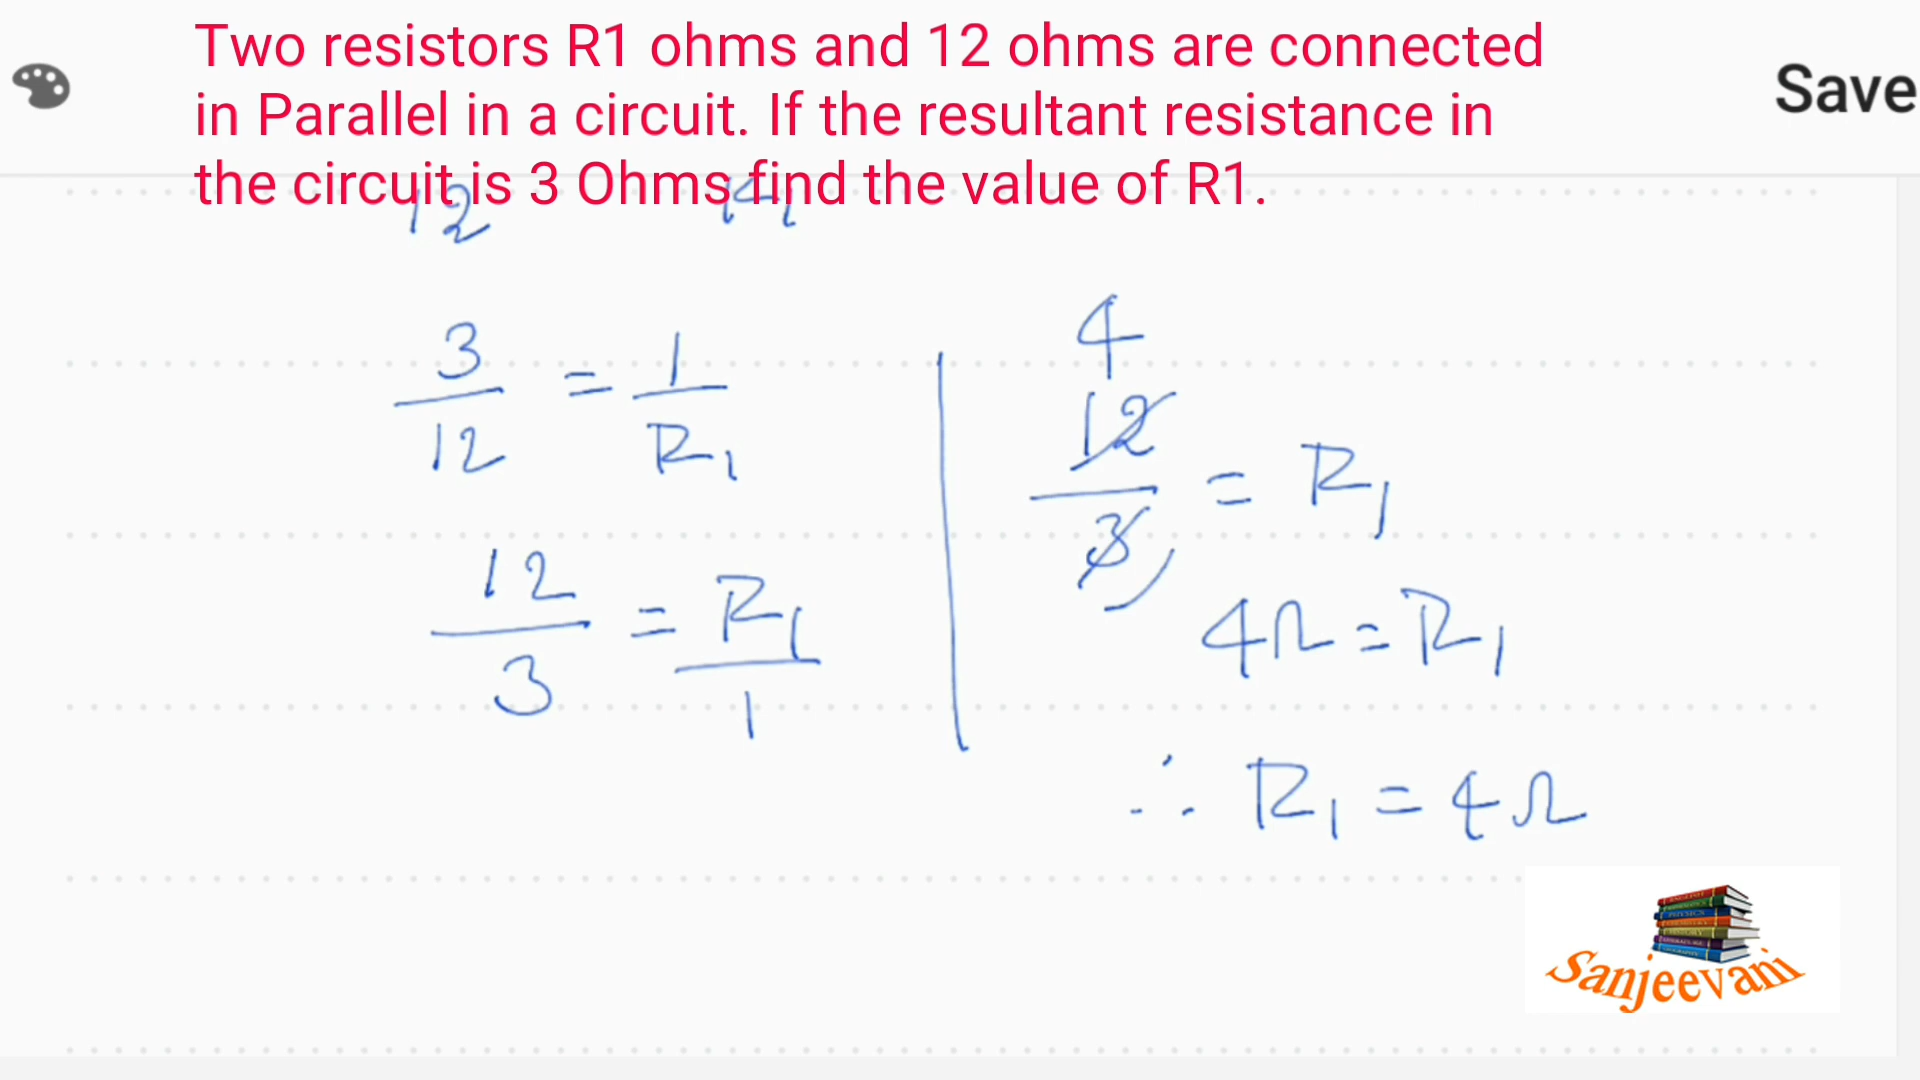 Two resistors R1 ohms and 12 ohms are connected
in Parallel in a circuit. If the resultant resistance in
the circuit is 3 Ohms find the value of R1.
Save
12 R1
3/12 = 1/R1
12/3 = R1/1
4
12/3 = R1
4Ω = R1
∴ R1 = 4Ω
Sanjeevani